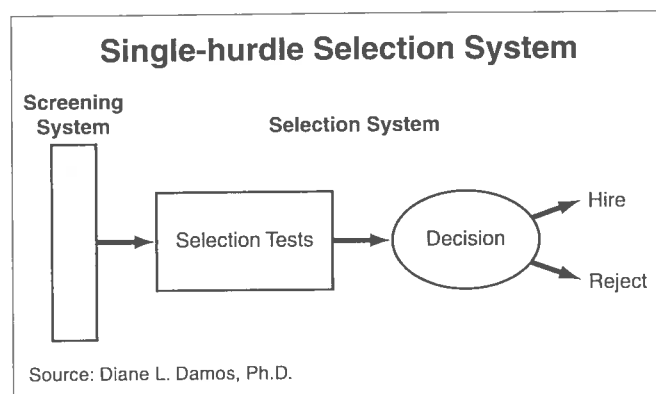 Single-hurdle Selection System
Screening
System
Selection System
Selection Tests
Decision
Hire
Reject
Source: Diane L. Damos, Ph.D.